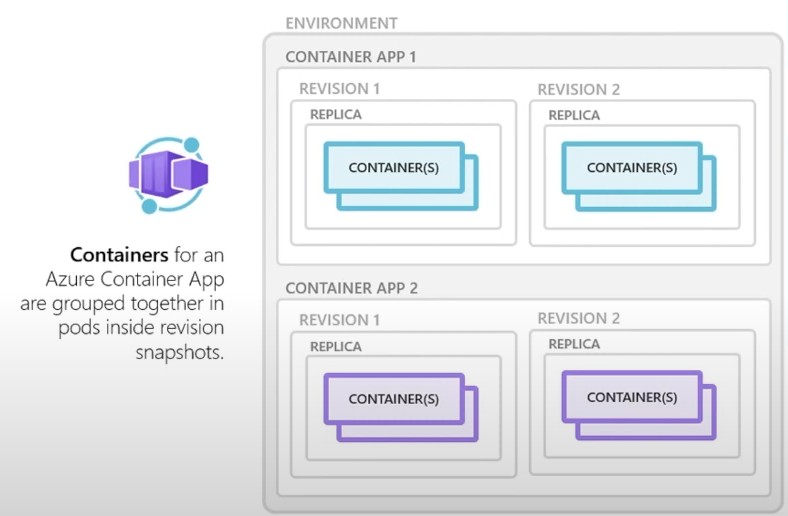 ENVIRONMENT
CONTAINER APP 1
REVISION 1
REPLICA
CONTAINER(S)
REVISION 2
REPLICA
CONTAINER(S)
Containers for an
Azure Container App
are grouped together in
pods inside revision
snapshots.
CONTAINER APP 2
REVISION 1
REPLICA
CONTAINER(S)
REVISION 2
REPLICA
CONTAINER(S)